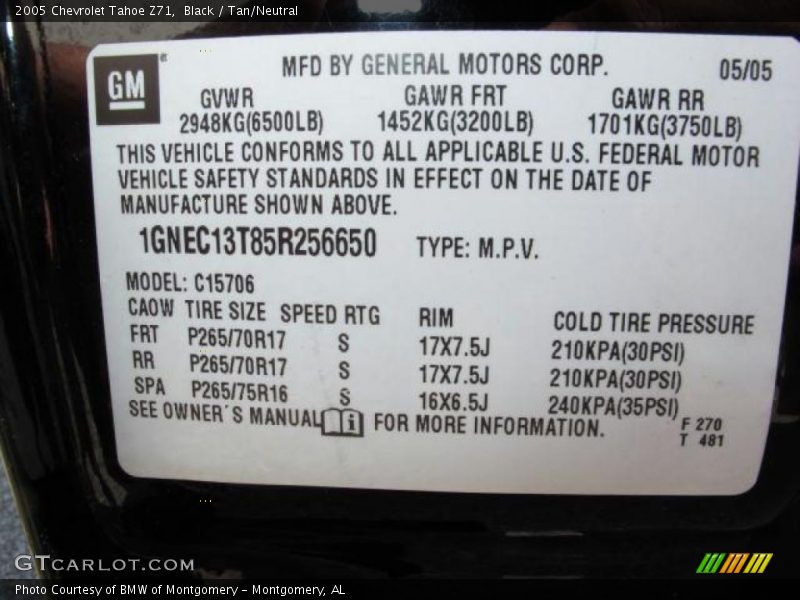 2005 Chevrolet Tahoe Z71, Black / Tan/Neutral
GM
MFD BY GENERAL MOTORS CORP. 05/05
GVWR GAWR FRT GAWR RR
2948KG(6500LB) 1452KG(3200LB) 1701KG(3750LB)
THIS VEHICLE CONFORMS TO ALL APPLICABLE U.S. FEDERAL MOTOR
VEHICLE SAFETY STANDARDS IN EFFECT ON THE DATE OF
MANUFACTURE SHOWN ABOVE.
1GNEC13T85R256650 TYPE: M.P.V.
MODEL: C15706
CAOW TIRE SIZE SPEED RTG RIM COLD TIRE PRESSURE
FRT P265/70R17 S 17X7.5J 210KPA(30PSI)
RR P265/70R17 S 17X7.5J 210KPA(30PSI)
SPA P265/75R16 S 16X6.5J 240KPA(35PSI)
SEE OWNER'S MANUAL i FOR MORE INFORMATION.
F 270
T 481
GTCARLOT.COM
Photo Courtesy of BMW of Montgomery - Montgomery, AL